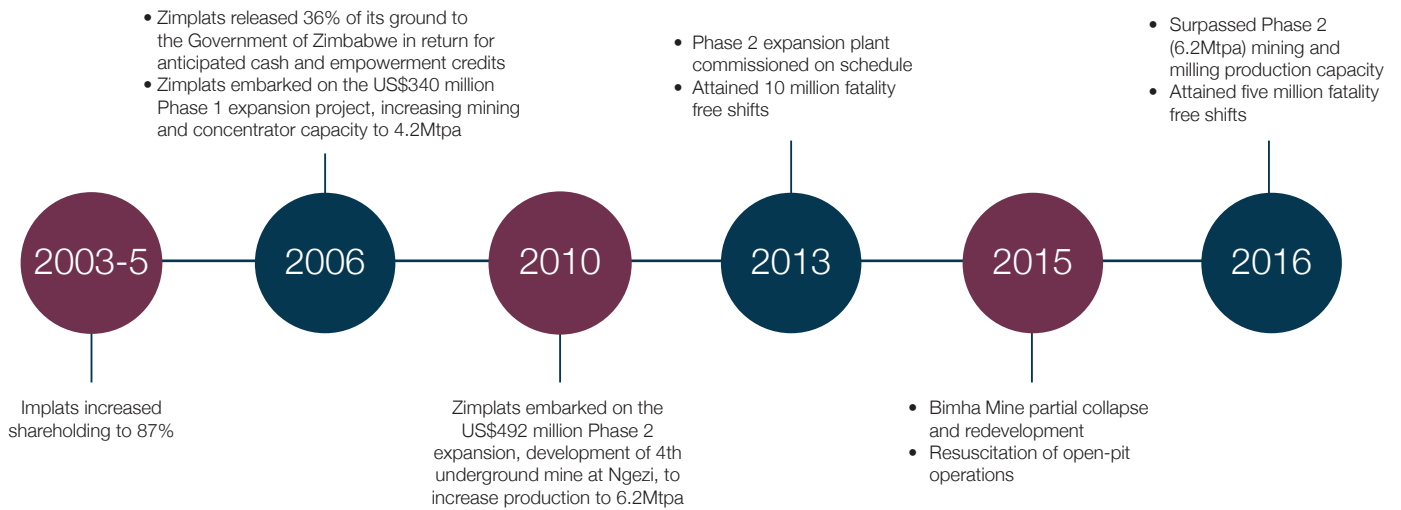 • Zimplats released 36% of its ground to
the Government of Zimbabwe in return for
anticipated cash and empowerment credits
• Zimplats embarked on the US$340 million
Phase 1 expansion project, increasing mining
and concentrator capacity to 4.2Mtpa
• Phase 2 expansion plant
commissioned on schedule
• Attained 10 million fatality
free shifts
• Surpassed Phase 2
(6.2Mtpa) mining and
milling production capacity
• Attained five million fatality
free shifts
2003-5
2006
2010
2013
2015
2016
Implats increased
shareholding to 87%
Zimplats embarked on the
US$492 million Phase 2
expansion, development of 4th
underground mine at Ngezi, to
increase production to 6.2Mtpa
• Bimha Mine partial collapse
and redevelopment
• Resuscitation of open-pit
operations